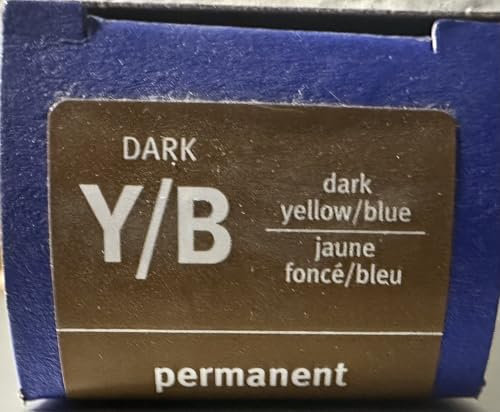 DARK
Y/B
dark
yellow/blue
jaune
foncé/bleu
permanent